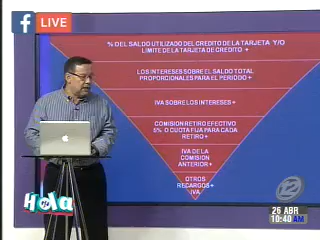 f LIVE
% DEL SALDO UTILIZADO DEL CREDITO DE LA TARJETA Y/O
LIMITE DE LA TARJETA DE CREDITO +
LOS INTERESES SOBRE EL SALDO TOTAL
PROPORCIONALES PARA EL PERIODO +
IVA SOBRE LOS INTERESES +
COMISION RETIRO EFECTIVO
5% O CUOTA FIJA PARA CADA
RETIRO +
IVA DE LA
COMISION
ANTERIOR +
OTROS
RECARGOS +
IVA
Hola
12
26 ABR
10:40 AM